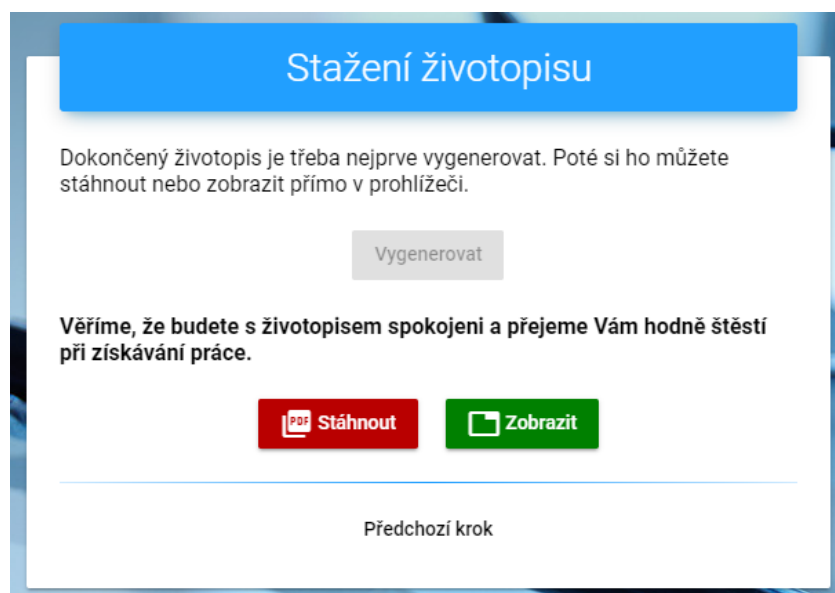 Stažení životopisu
Dokončený životopis je třeba nejprve vygenerovat. Poté si ho můžete
stáhnout nebo zobrazit přímo v prohlížeči.
Vygenerovat
Věříme, že budete s životopisem spokojeni a přejeme Vám hodně štěstí
při získávání práce.
PDF Stáhnout
Zobrazit
Předchozí krok